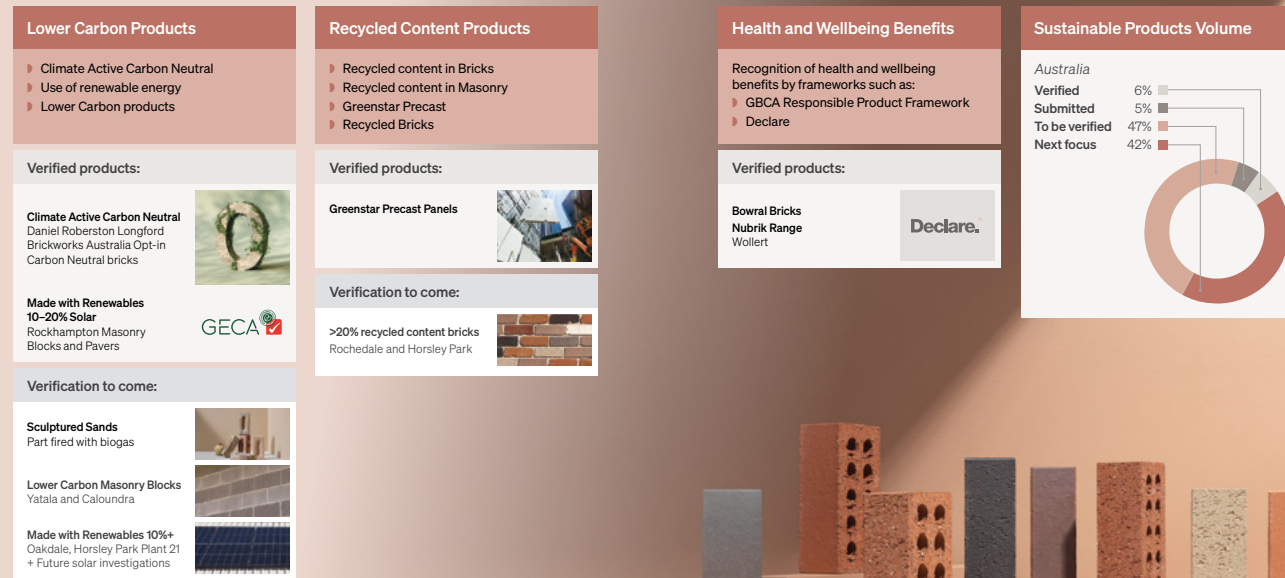 Lower Carbon Products
Climate Active Carbon Neutral
Use of renewable energy
Lower Carbon products
Verified products:
Climate Active Carbon Neutral
Daniel Roberston Longford
Brickworks Australia Opt-in
Carbon Neutral bricks
Made with Renewables
10–20% Solar
Rockhampton Masonry
Blocks and Pavers
GECA
Verification to come:
Sculptured Sands
Part fired with biogas
Lower Carbon Masonry Blocks
Yatala and Caloundra
Made with Renewables 10%+
Oakdale, Horsley Park Plant 21
+ Future solar investigations
Recycled Content Products
Recycled content in Bricks
Recycled content in Masonry
Greenstar Precast
Recycled Bricks
Verified products:
Greenstar Precast Panels
Verification to come:
>20% recycled content bricks
Rochedale and Horsley Park
Health and Wellbeing Benefits
Recognition of health and wellbeing
benefits by frameworks such as:
GBCA Responsible Product Framework
Declare
Verified products:
Bowral Bricks
Nubrik Range
Wollert
Declare.
Sustainable Products Volume
Australia
Verified 6%
Submitted 5%
To be verified 47%
Next focus 42%